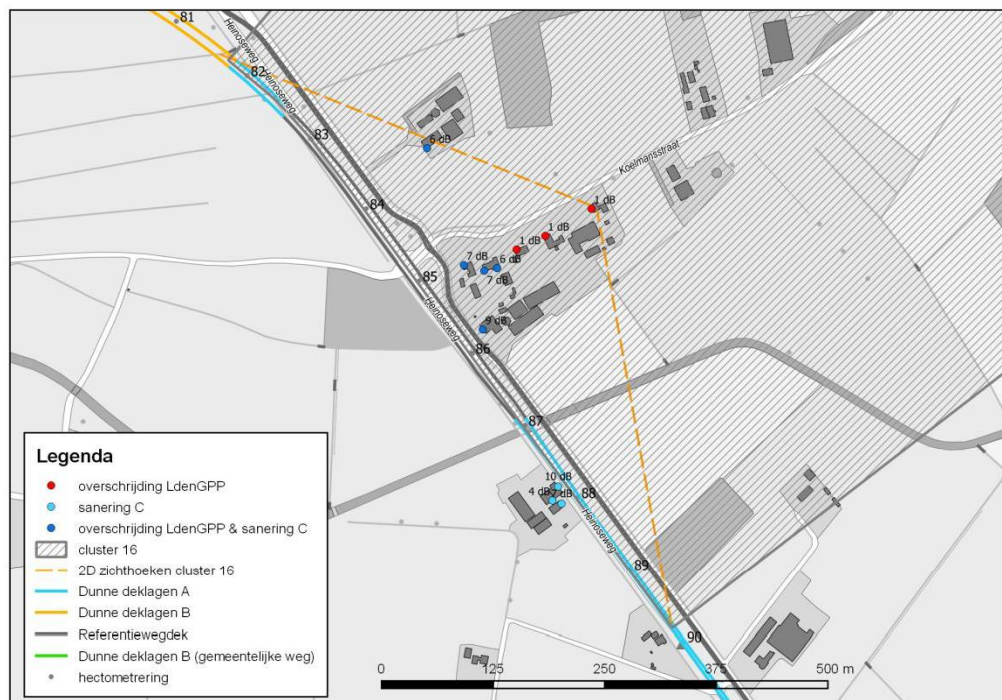 81
Heinoseweg
82
Heinoseweg
83
6 dB
Koelmansstraat
84
1 dB
1 dB
1 dB
7 dB
6 dB
7 dB
85
Heinoseweg
9 dB
86
87
10 dB
4 dB
dB
88
Heinoseweg
89
90
Legenda
overschrijding LdenGPP
sanering C
overschrijding LdenGPP & sanering C
cluster 16
2D zichthoeken cluster 16
Dunne deklagen A
Dunne deklagen B
Referentiewegdek
Dunne deklagen B (gemeentelijke weg)
hectometrering
0 125 250 375 500 m